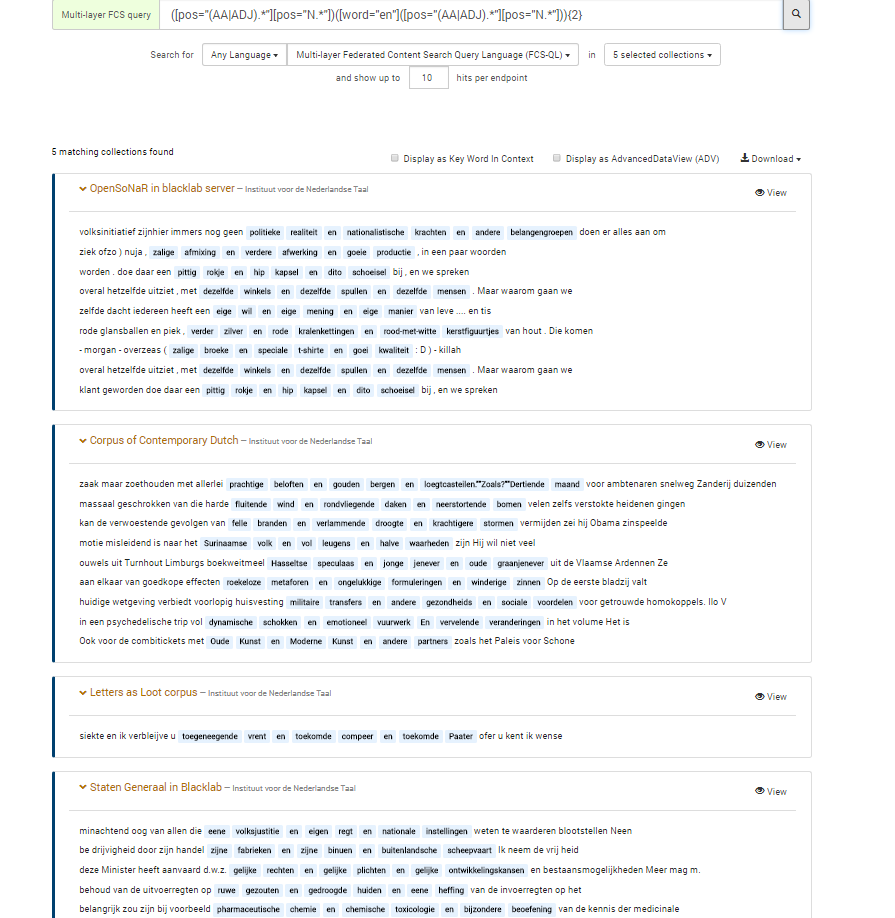 Multi-layer FCS query ([pos="(AA|ADJ).*"][pos="N.*"])([word="en"]([pos="(AA|ADJ).*"][pos="N.*"])){2}
Search for Any Language Multi-layer Federated Content Search Query Language (FCS-QL) in 5 selected collections
and show up to 10 hits per endpoint
5 matching collections found
Display as Key Word In Context Display as AdvancedDataView (ADV) Download
OpenSoNaR in blacklab server – Instituut voor de Nederlandse Taal View
volksinitiatief zijnhier immers nog geen politieke realiteit en nationalistische krachten en andere belangengroepen doen er alles aan om
ziek ofzo ) nuja , zalige afmixing en verdere afwerking en goeie productie , in een paar woorden
worden . doe daar een pittig rokje en hip kapsel en dito schoeisel bij , en we spreken
overal hetzelfde uitziet , met dezelfde winkels en dezelfde spullen en dezelfde mensen . Maar waarom gaan we
zelfde dacht iedereen heeft een eige wil en eige mening en eige manier van leve .... en tis
rode glansballen en piek , verder zilver en rode kralenkettingen en rood-met-witte kerstfiguurtjes van hout . Die komen
- morgan - overzeas ( zalige broeke en speciale t-shirte en goei kwaliteit : D ) - killah
overal hetzelfde uitziet , met dezelfde winkels en dezelfde spullen en dezelfde mensen . Maar waarom gaan we
klant geworden doe daar een pittig rokje en hip kapsel en dito schoeisel bij , en we spreken
Corpus of Contemporary Dutch – Instituut voor de Nederlandse Taal View
zaak maar zoethouden met allerlei prachtige beloften en gouden bergen en loegtcasteilen.""Zoals?""Dertiende maand voor ambtenaren snelweg Zanderij duizenden
massaal geschrokken van die harde fluitende wind en rondvliegende daken en neerstortende bomen velen zelfs verstokte heidenen gingen
kan de verwoestende gevolgen van felle branden en verlammende droogte en krachtigere stormen vermijden zei hij Obama zinspeelde
motie misleidend is naar het Surinaamse volk en vol leugens en halve waarheden zijn Hij wil niet veel
ouwels uit Turnhout Limburgs boekweitmeel Hasseltse speculaas en jonge jenever en oude graanjenever uit de Vlaamse Ardennen Ze
aan elkaar van goedkope effecten roekeloze metaforen en ongelukkige formuleringen en winderige zinnen Op de eerste bladzij valt
huidige wetgeving verbiedt voorlopig huisvesting militaire transfers en andere gezondheids en sociale voordelen voor getrouwde homokoppels. Ilo V
in een psychedelische trip vol dynamische schokken en emotioneel vuurwerk En vervelende veranderingen in het volume Het is
Ook voor de combitickets met Oude Kunst en Moderne Kunst en andere partners zoals het Paleis voor Schone
Letters as Loot corpus – Instituut voor de Nederlandse Taal View
siekte en ik verbleijve u toegeneegende vrent en toekomde compeer en toekomde Paater ofer u kent ik wense
Staten Generaal in Blacklab – Instituut voor de Nederlandse Taal View
minachtend oog van allen die eene volksjustitie en eigen regt en nationale instellingen weten te waarderen blootstellen Neen
be drijvigheid door zijn handel zijne fabrieken en zijne binuen en buitenlandsche scheepvaart Ik neem de vrij heid
deze Minister heeft aanvaard d.w.z. gelijke rechten en gelijke plichten en gelijke ontwikkelingskansen en bestaansmogelijkheden Meer mag m.
behoud van de uitvoerregten op ruwe gezouten en gedroogde huiden en eene heffing van de invoerregten op het
belangrijk zou zijn bij voorbeeld pharmaceutische chemie en chemische toxicologie en bijzondere beoefening van de kennis der medicinale